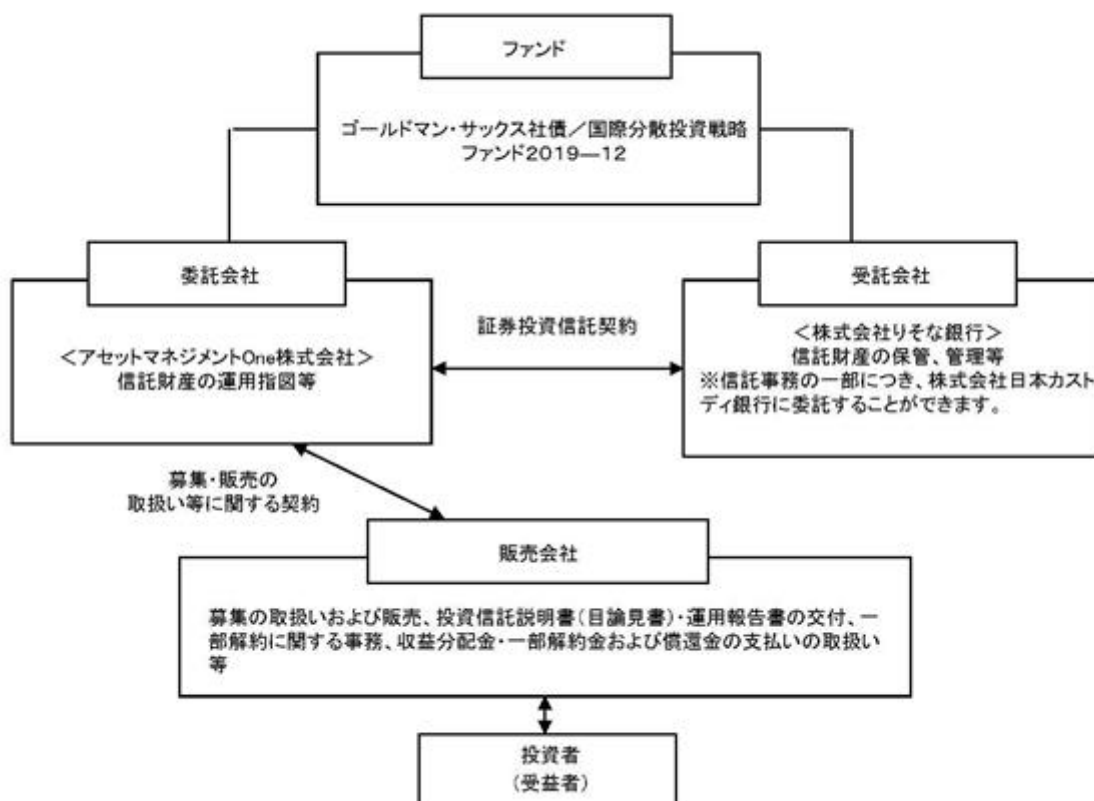 ファンド
ゴールドマン・サックス社債／国際分散投資戦略
ファンド2019―12
委託会社
＜アセットマネジメントOne株式会社＞
信託財産の運用指図等
証券投資信託契約
受託会社
＜株式会社りそな銀行＞
信託財産の保管、管理等
※信託事務の一部につき、株式会社日本カスト
ディ銀行に委託することができます。
募集・販売の
取扱い等に関する契約
販売会社
募集の取扱いおよび販売、投資信託説明書（目論見書）・運用報告書の交付、一
部解約に関する事務、収益分配金・一部解約金および償還金の支払いの取扱い
等
投資者
（受益者）